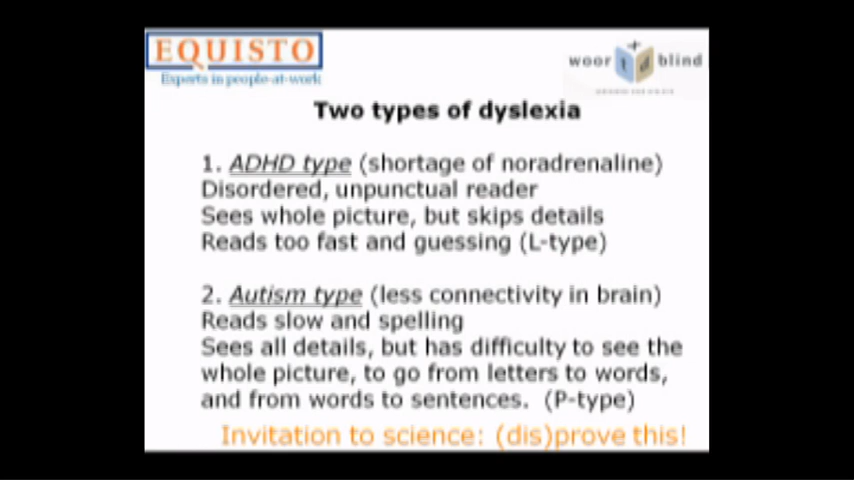 EQUISTO
Experts in people-at-work
woor td blind
Two types of dyslexia
1. ADHD type (shortage of noradrenaline)
Disordered, unpunctual reader
Sees whole picture, but skips details
Reads too fast and guessing (L-type)
2. Autism type (less connectivity in brain)
Reads slow and spelling
Sees all details, but has difficulty to see the
whole picture, to go from letters to words,
and from words to sentences. (P-type)
Invitation to science: (dis)prove this!